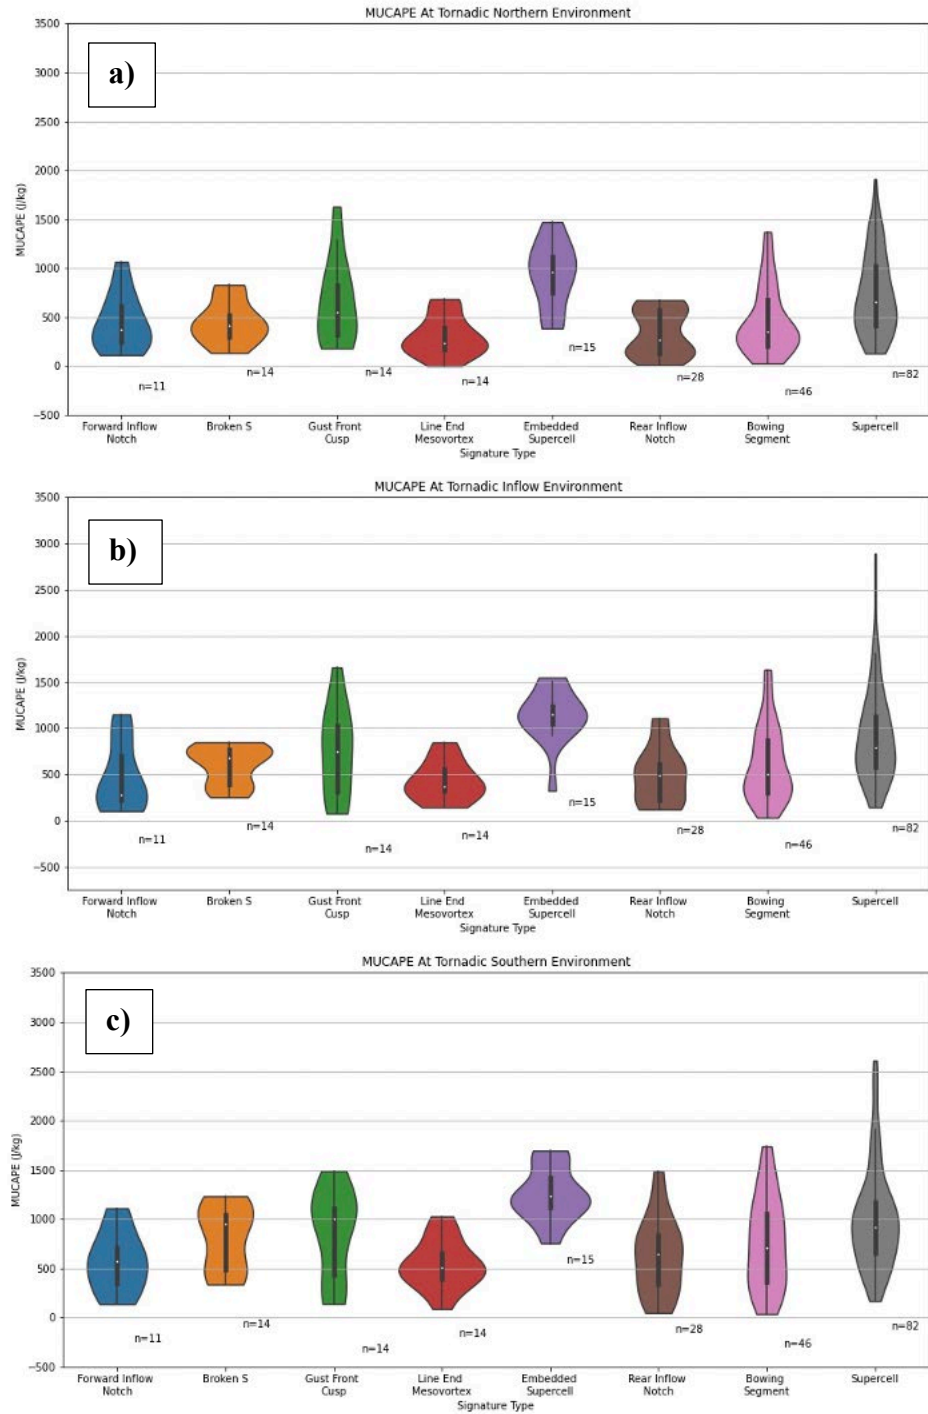 MUCAPE At Tornadic Northern Environment
a)
3500
3000
2500
2000
1500
1000
500
0
−500
MUCAPE (J/kg)
n=11
n=14
n=14
n=14
n=15
n=28
n=46
n=82
Forward Inflow Notch
Broken S
Gust Front Cusp
Line End Mesovortex
Embedded Supercell
Rear Inflow Notch
Bowing Segment
Supercell
Signature Type
MUCAPE At Tornadic Inflow Environment
b)
3500
3000
2500
2000
1500
1000
500
0
−500
MUCAPE (J/kg)
n=11
n=14
n=14
n=14
n=15
n=28
n=46
n=82
Forward Inflow Notch
Broken S
Gust Front Cusp
Line End Mesovortex
Embedded Supercell
Rear Inflow Notch
Bowing Segment
Supercell
Signature Type
MUCAPE At Tornadic Southern Environment
c)
3500
3000
2500
2000
1500
1000
500
0
−500
MUCAPE (J/kg)
n=11
n=14
n=14
n=14
n=15
n=28
n=46
n=82
Forward Inflow Notch
Broken S
Gust Front Cusp
Line End Mesovortex
Embedded Supercell
Rear Inflow Notch
Bowing Segment
Supercell
Signature Type